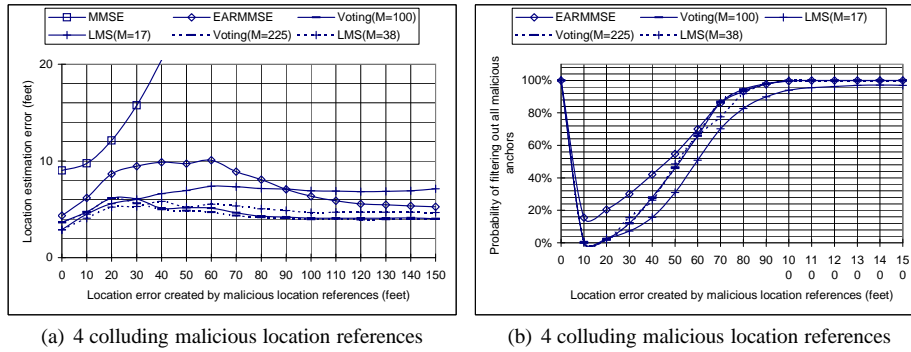 MMSE EARMMSE Voting(M=100)
LMS(M=17) Voting(M=225) LMS(M=38)
20
10
0
Location estimation error (feet)
0 10 20 30 40 50 60 70 80 90 100 110 120 130 140 150
Location error created by malicious location references (feet)
(a) 4 colluding malicious location references
EARMMSE Voting(M=100) LMS(M=17)
Voting(M=225) LMS(M=38)
100%
80%
60%
40%
20%
0%
Probability of filtering out all malicious
anchors
0 10 20 30 40 50 60 70 80 90 10 11 12 13 14 15
0 0 0 0 0 0
Location error created by malicious location references (feet)
(b) 4 colluding malicious location references